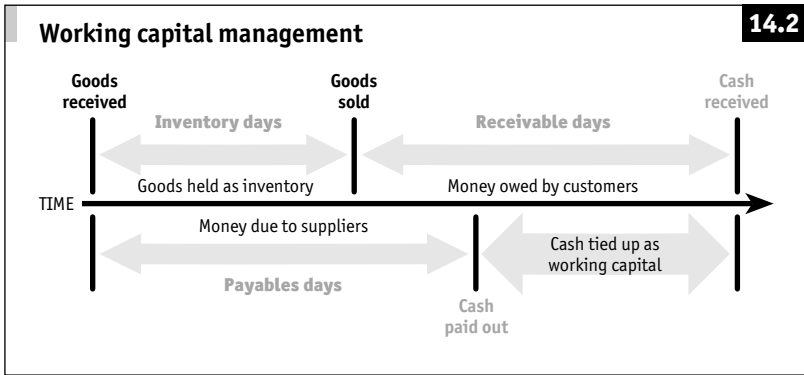 Working capital management
14.2
Goods
received
Goods
sold
Cash
received
Inventory days
Receivable days
Goods held as inventory
Money owed by customers
TIME
Money due to suppliers
Cash tied up as
working capital
Payables days
Cash
paid out